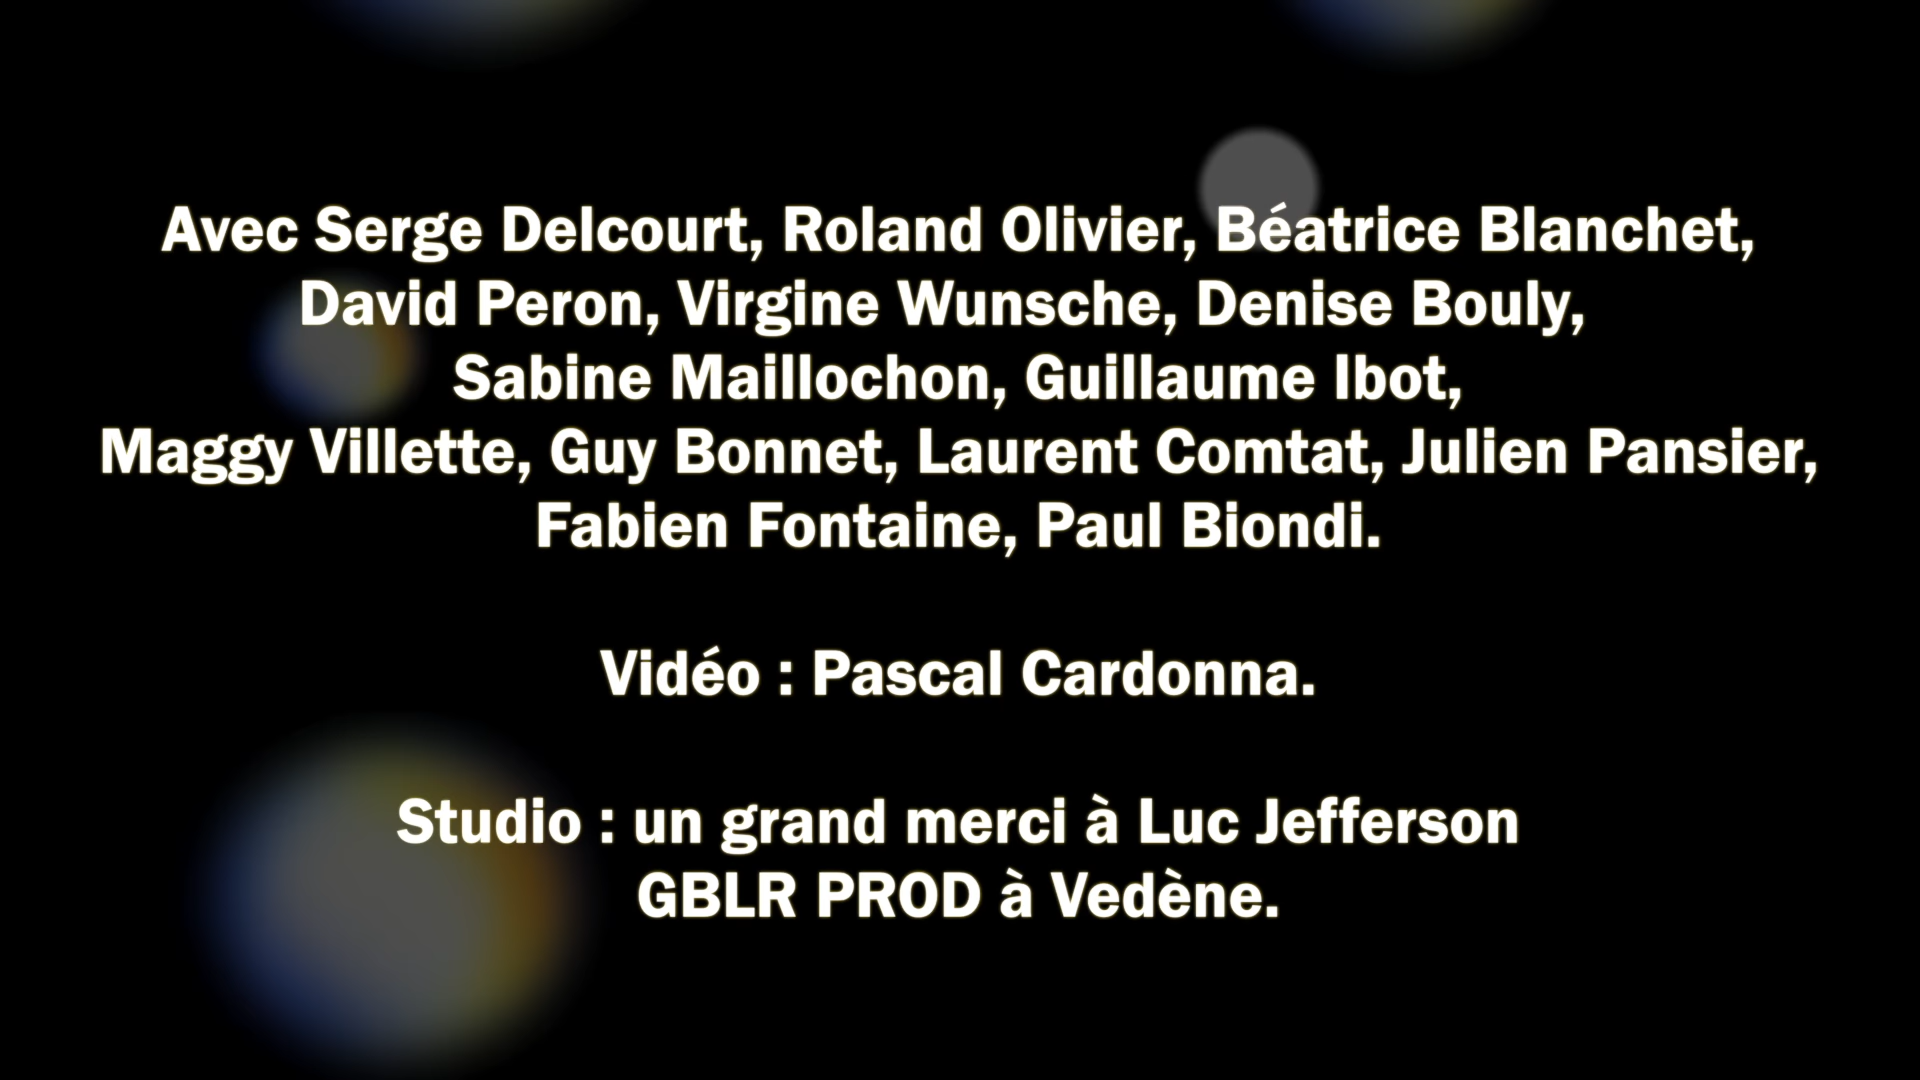 Avec Serge Delcourt, Roland Olivier, Béatrice Blanchet,
David Peron, Virgine Wunsche, Denise Bouly,
Sabine Maillochon, Guillaume Ibot,
Maggy Villette, Guy Bonnet, Laurent Comtat, Julien Pansier,
Fabien Fontaine, Paul Biondi.
Vidéo : Pascal Cardonna.
Studio : un grand merci à Luc Jefferson
GBLR PROD à Vedène.